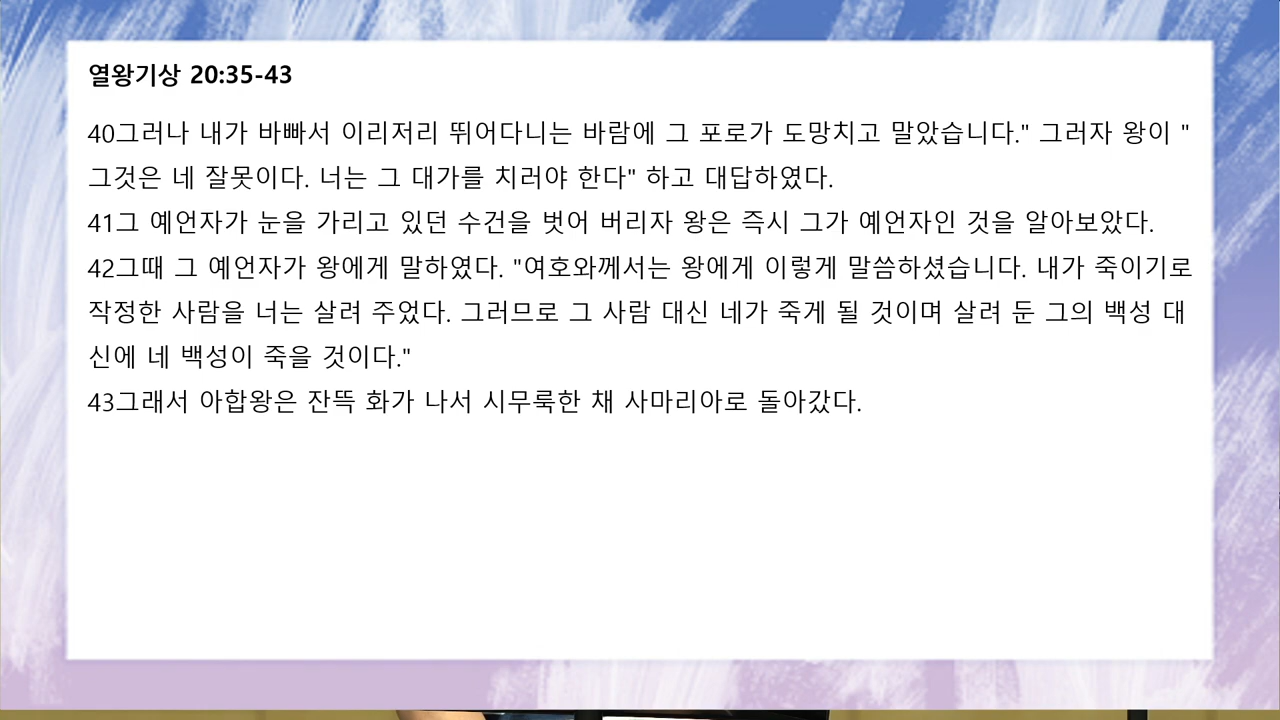 열왕기상 20:35-43
40그러나 내가 바빠서 이리저리 뛰어다니는 바람에 그 포로가 도망치고 말았습니다." 그러자 왕이 "
그것은 네 잘못이다. 너는 그 대가를 치러야 한다" 하고 대답하였다.
41그 예언자가 눈을 가리고 있던 수건을 벗어 버리자 왕은 즉시 그가 예언자인 것을 알아보았다.
42그때 그 예언자가 왕에게 말하였다. "여호와께서는 왕에게 이렇게 말씀하셨습니다. 내가 죽이기로
작정한 사람을 너는 살려 주었다. 그러므로 그 사람 대신 네가 죽게 될 것이며 살려 둔 그의 백성 대
신에 네 백성이 죽을 것이다."
43그래서 아합왕은 잔뜩 화가 나서 시무룩한 채 사마리아로 돌아갔다.